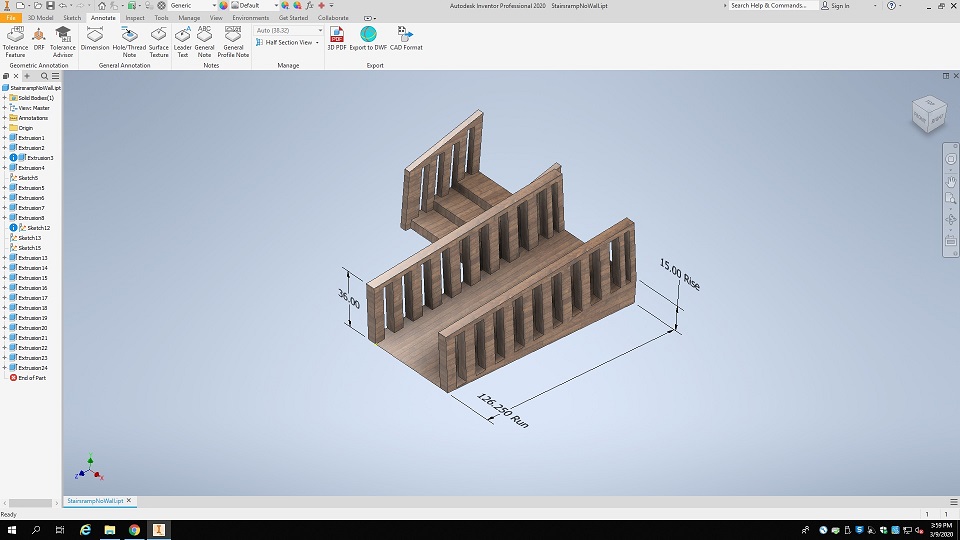 Generic
Default
Autodesk Inventor Professional 2020   StairsrampNoWall.ipt
Search Help & Commands...
Sign In
File   3D Model   Sketch   Annotate   Inspect   Tools   Manage   View   Environments   Get Started   Collaborate
Tolerance Feature
DRF
Tolerance Advisor
Dimension
Hole/Thread Note
Surface Texture
Leader Text
General Note
General Profile Note
Auto (38.32)
Half Section View
3D PDF
Export to DWF
CAD Format
Geometric Annotation
General Annotation
Notes
Manage
Export
StairsrampNoWall.ipt
Solid Bodies(1)
View: Master
Annotations
Origin
Extrusion1
Extrusion2
Extrusion3
Extrusion4
Sketch5
Extrusion5
Extrusion6
Extrusion7
Extrusion8
Sketch12
Sketch13
Sketch15
Extrusion13
Extrusion14
Extrusion15
Extrusion16
Extrusion17
Extrusion18
Extrusion19
Extrusion20
Extrusion21
Extrusion22
Extrusion23
Extrusion24
End of Part
36.00
15.00 Rise
126.250 Run
StairsrampNoWall.ipt
Ready
1   1
3:59 PM
3/9/2020